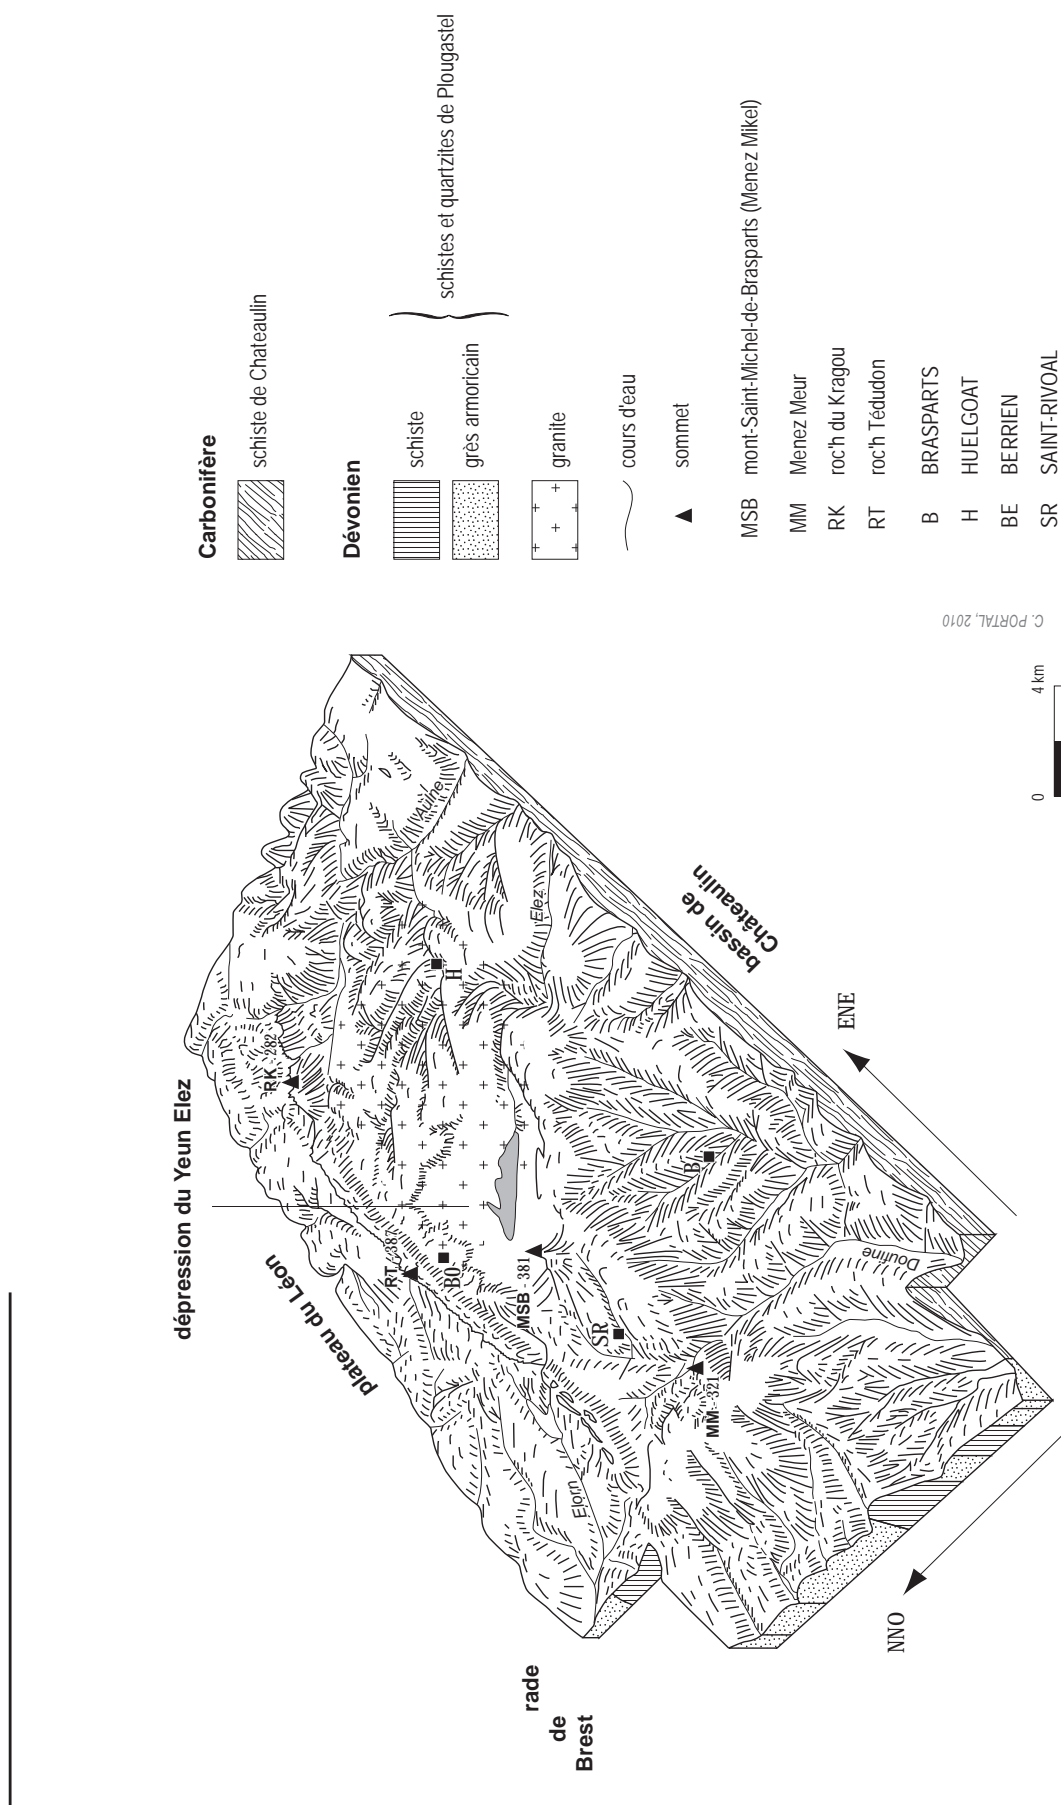 dépression du Yeun Elez
plateau du Léon
RK - 282
RT - 387
BO
MSB - 381
SR
MM - 321
H
B
Aulne
Elez
Elorn
Douine
rade
de
Brest
bassin de
Châteaulin
NNO
ENE
0 4 km
C. PORTAL, 2010
Carbonifère
schiste de Chateaulin
Dévonien
schiste
grès armoricain
schistes et quartzites de Plougastel
granite
cours d'eau
sommet
MSB mont-Saint-Michel-de-Brasparts (Menez Mikel)
MM Menez Meur
RK roc'h du Kragou
RT roc'h Tédudon
B BRASPARTS
H HUELGOAT
BE BERRIEN
SR SAINT-RIVOAL